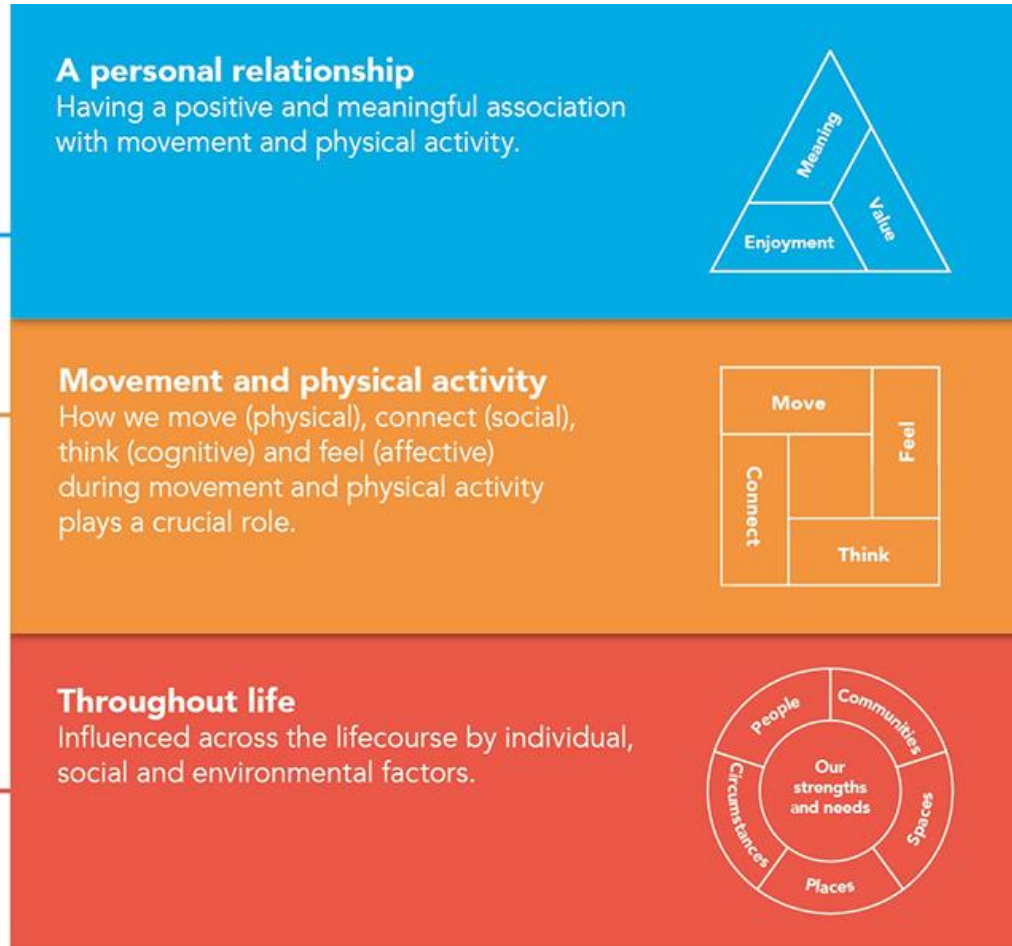 A personal relationship
Having a positive and meaningful association
with movement and physical activity.
Meaning
Value
Enjoyment
Movement and physical activity
How we move (physical), connect (social),
think (cognitive) and feel (affective)
during movement and physical activity
plays a crucial role.
Move
Feel
Connect
Think
Throughout life
Influenced across the lifecourse by individual,
social and environmental factors.
People
Communities
Circumstances
Our
strengths
and needs
Spaces
Places